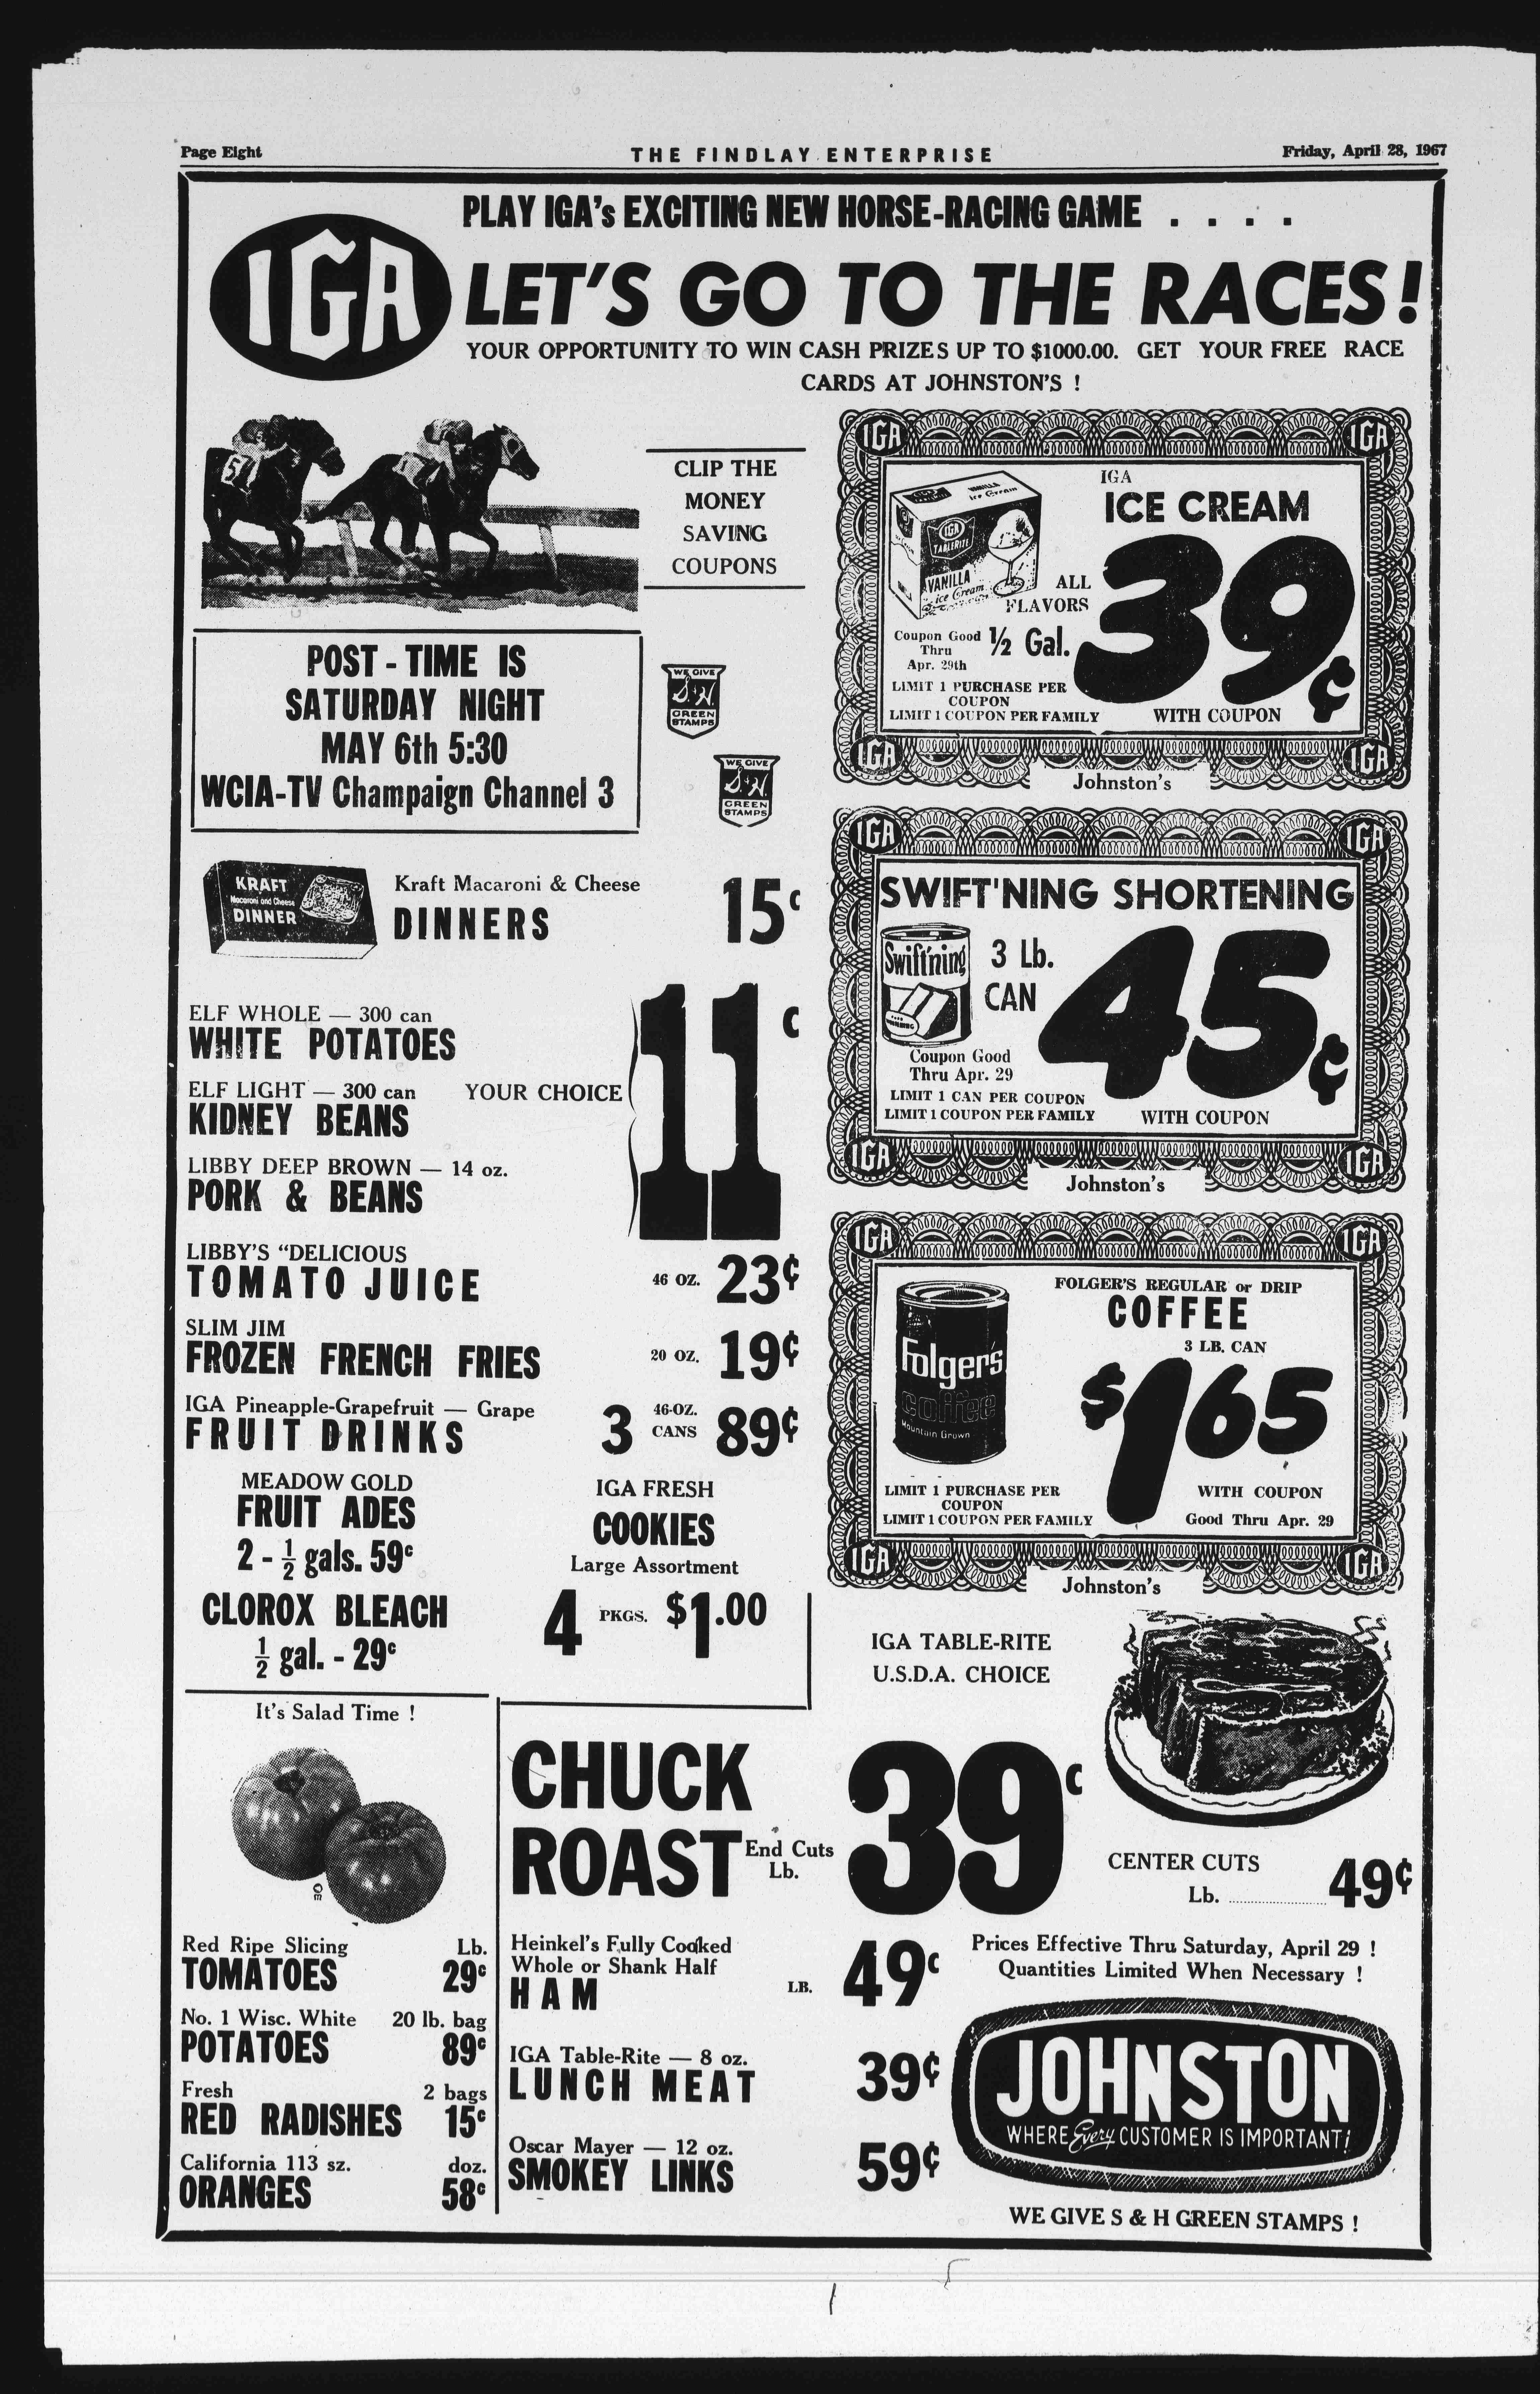 Page Eight
THE FINDLAY ENTERPRISE
Friday, April 28, 1967
PLAY IGA's EXCITING NEW HORSE-RACING GAME . . . .
IGA
LET'S GO TO THE RACES!
YOUR OPPORTUNITY TO WIN CASH PRIZES UP TO $1000.00. GET YOUR FREE RACE
CARDS AT JOHNSTON'S !
5
1
CLIP THE
MONEY
SAVING
COUPONS
POST - TIME IS
SATURDAY NIGHT
MAY 6th 5:30
WCIA-TV Champaign Channel 3
WE GIVE
S&H
GREEN
STAMPS
WE GIVE
S&H
GREEN
STAMPS
KRAFT
Macaroni and Cheese
DINNER
Kraft Macaroni & Cheese
DINNERS
15c
ELF WHOLE — 300 can
WHITE POTATOES
ELF LIGHT — 300 can
KIDNEY BEANS
LIBBY DEEP BROWN — 14 oz.
PORK & BEANS
YOUR CHOICE
11c
LIBBY'S "DELICIOUS
TOMATO JUICE
46 OZ. 23¢
SLIM JIM
FROZEN FRENCH FRIES
20 OZ. 19¢
IGA Pineapple-Grapefruit — Grape
FRUIT DRINKS
3 46-OZ. CANS 89¢
MEADOW GOLD
FRUIT ADES
2 - ½ gals. 59c
CLOROX BLEACH
½ gal. - 29c
IGA FRESH
COOKIES
Large Assortment
4 PKGS. $1.00
IGA IGA
VANILLA
Ice Cream
IGA
TABLERITE
VANILLA
Ice Cream
IGA
ICE CREAM
ALL
FLAVORS
39¢
Coupon Good
Thru
Apr. 29th
½ Gal.
LIMIT 1 PURCHASE PER
COUPON
LIMIT 1 COUPON PER FAMILY
WITH COUPON
IGA IGA
Johnston's
IGA IGA
SWIFT'NING SHORTENING
Swift'ning
3 Lb.
CAN
45¢
Coupon Good
Thru Apr. 29
LIMIT 1 CAN PER COUPON
LIMIT 1 COUPON PER FAMILY
WITH COUPON
IGA IGA
Johnston's
IGA IGA
FOLGER'S REGULAR or DRIP
COFFEE
3 LB. CAN
Folger's
coffee
Mountain Grown
$1 65
LIMIT 1 PURCHASE PER
COUPON
LIMIT 1 COUPON PER FAMILY
WITH COUPON
Good Thru Apr. 29
IGA IGA
Johnston's
IGA TABLE-RITE
U.S.D.A. CHOICE
CHUCK
ROAST
End Cuts
Lb.
39c
CENTER CUTS
Lb. .................... 49¢
It's Salad Time !
Red Ripe Slicing Lb.
TOMATOES 29c
No. 1 Wisc. White 20 lb. bag
POTATOES 89c
Fresh 2 bags
RED RADISHES 15c
California 113 sz. doz.
ORANGES 58c
Heinkel's Fully Cooked
Whole or Shank Half
HAM
LB. 49c
IGA Table-Rite — 8 oz.
LUNCH MEAT 39¢
Oscar Mayer — 12 oz.
SMOKEY LINKS 59¢
Prices Effective Thru Saturday, April 29 !
Quantities Limited When Necessary !
JOHNSTON
WHERE Every CUSTOMER IS IMPORTANT!
WE GIVE S & H GREEN STAMPS !